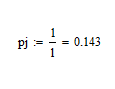 pj := 1/1 = 0.143